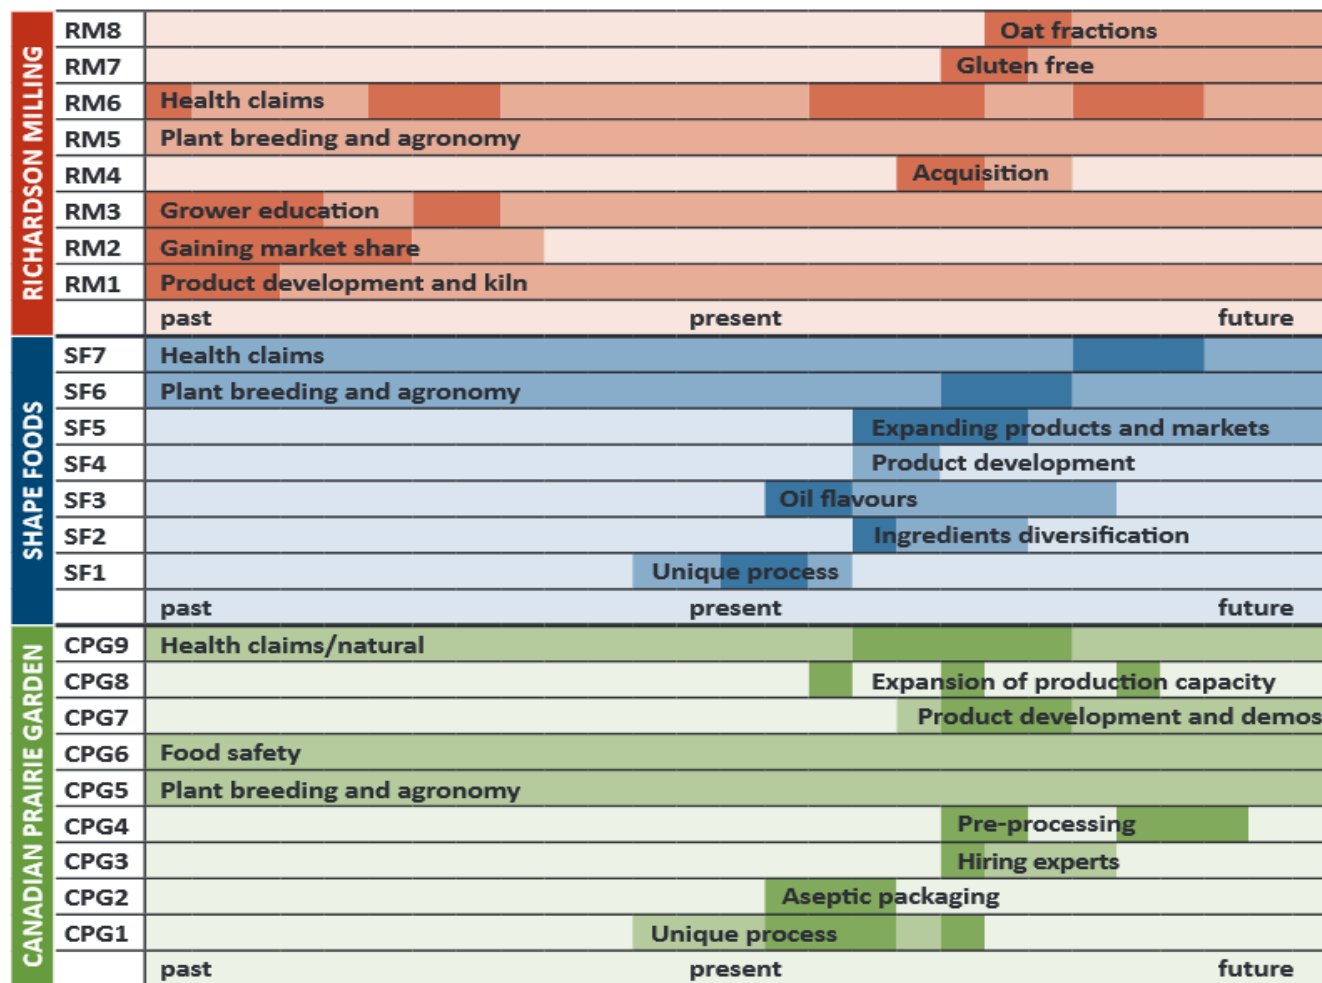 RICHARDSON MILLING
RM8 Oat fractions
RM7 Gluten free
RM6 Health claims
RM5 Plant breeding and agronomy
RM4 Acquisition
RM3 Grower education
RM2 Gaining market share
RM1 Product development and kiln
past present future
SHAPE FOODS
SF7 Health claims
SF6 Plant breeding and agronomy
SF5 Expanding products and markets
SF4 Product development
SF3 Oil flavours
SF2 Ingredients diversification
SF1 Unique process
past present future
CANADIAN PRAIRIE GARDEN
CPG9 Health claims/natural
CPG8 Expansion of production capacity
CPG7 Product development and demos
CPG6 Food safety
CPG5 Plant breeding and agronomy
CPG4 Pre-processing
CPG3 Hiring experts
CPG2 Aseptic packaging
CPG1 Unique process
past present future